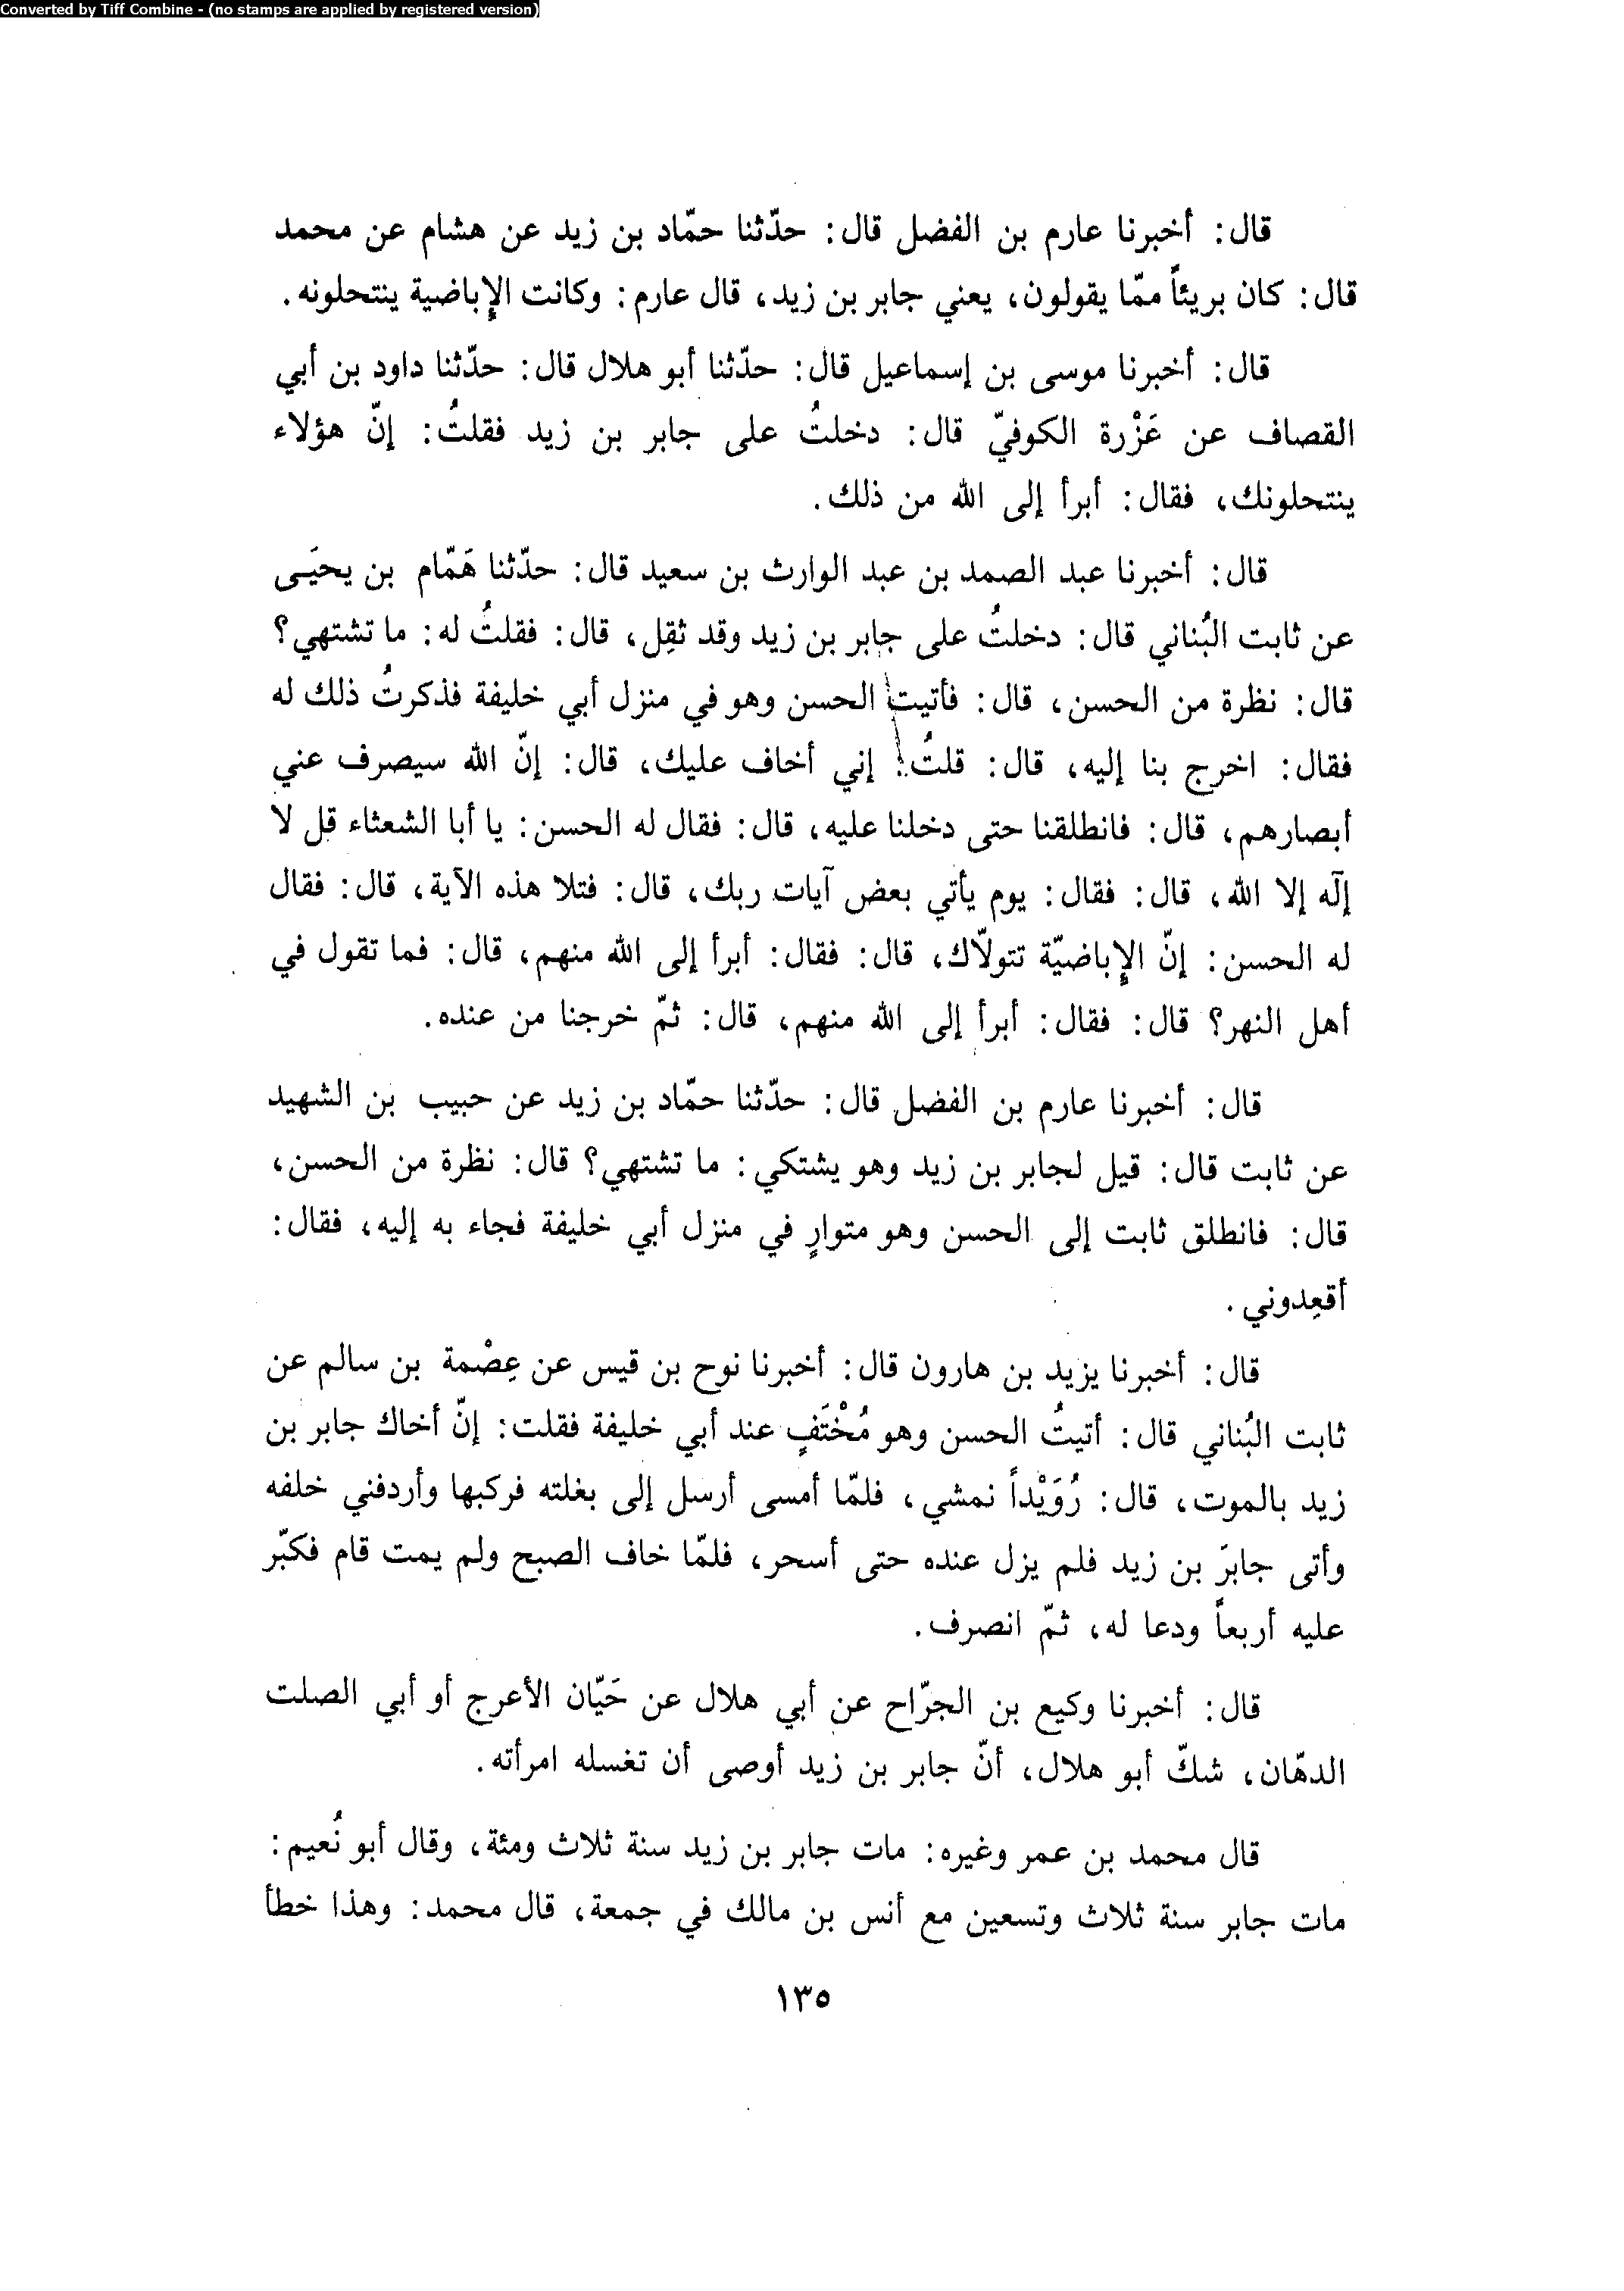 Converted by Tiff Combine - (no stamps are applied by registered version)
قال: أخبرنا عارم بن الفضل قال: حدّثنا حمّاد بن زيد عن هشام عن محمد
قال: كان بريئاً ممّا يقولون، يعني جابر بن زيد، قال عارم: وكانت الإباضية ينتحلونه.
قال: أخبرنا موسى بن إسماعيل قال: حدّثنا أبو هلال قال: حدّثنا داود بن أبي
القصاف عن عَزْرة الكوفيّ قال: دخلتُ على جابر بن زيد فقلتُ: إنّ هؤلاء
ينتحلونك، فقال: أبرأ إلى الله من ذلك.
قال: أخبرنا عبد الصمد بن عبد الوارث بن سعيد قال: حدّثنا هَمّام بن يحيَى
عن ثابت البُناني قال: دخلتُ على جابر بن زيد وقد ثقِل، قال: فقلتُ له: ما تشتهي؟
قال: نظرة من الحسن، قال: فأتيت الحسن وهو في منزل أبي خليفة فذكرتُ ذلك له
فقال: اخرج بنا إليه، قال: قلتُ: إني أخاف عليك، قال: إنّ الله سيصرف عني
أبصارهم، قال: فانطلقنا حتى دخلنا عليه، قال: فقال له الحسن: يا أبا الشعثاء قل لا
إلَه إلا الله، قال: فقال: يوم يأتي بعض آيات ربك، قال: فتلا هذه الآية، قال: فقال
له الحسن: إنّ الإباضيّة تتولّاك، قال: فقال: أبرأ إلى الله منهم، قال: فما تقول في
أهل النهر؟ قال: فقال: أبرأ إلى الله منهم، قال: ثمّ خرجنا من عنده.
قال: أخبرنا عارم بن الفضل قال: حدّثنا حمّاد بن زيد عن حبيب بن الشهيد
عن ثابت قال: قيل لجابر بن زيد وهو يشتكي: ما تشتهي؟ قال: نظرة من الحسن،
قال: فانطلق ثابت إلى الحسن وهو متوارٍ في منزل أبي خليفة فجاء به إليه، فقال:
أقعِدوني.
قال: أخبرنا يزيد بن هارون قال: أخبرنا نوح بن قيس عن عِصْمة بن سالم عن
ثابت البُناني قال: أتيتُ الحسن وهو مُخْتَفٍ عند أبي خليفة فقلت: إنّ أخاك جابر بن
زيد بالموت، قال: رُوَيْداً نمشي، فلمّا أمسى أرسل إلى بغلته فركبها وأردفني خلفه
وأتى جابرَ بن زيد فلم يزل عنده حتى أسحر، فلمّا خاف الصبح ولم يمت قام فكبّر
عليه أربعاً ودعا له، ثمّ انصرف.
قال: أخبرنا وكيع بن الجرّاح عن أبي هلال عن حَيّان الأعرج أو أبي الصلت
الدهّان، شكّ أبو هلال، أنّ جابر بن زيد أوصى أن تغسله امرأته.
قال محمد بن عمر وغيره: مات جابر بن زيد سنة ثلاث ومئة، وقال أبو نُعيم:
مات جابر سنة ثلاث وتسعين مع أنس بن مالك في جمعة، قال محمد: وهذا خطأ
١٣٥